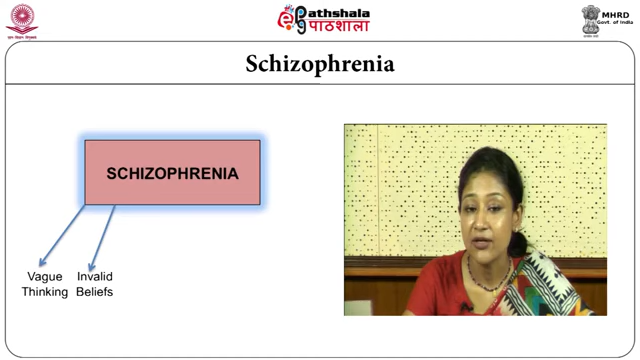 Pathshala
पाठशाला
MHRD
Govt. of India
Schizophrenia
SCHIZOPHRENIA
Vague
Thinking
Invalid
Beliefs